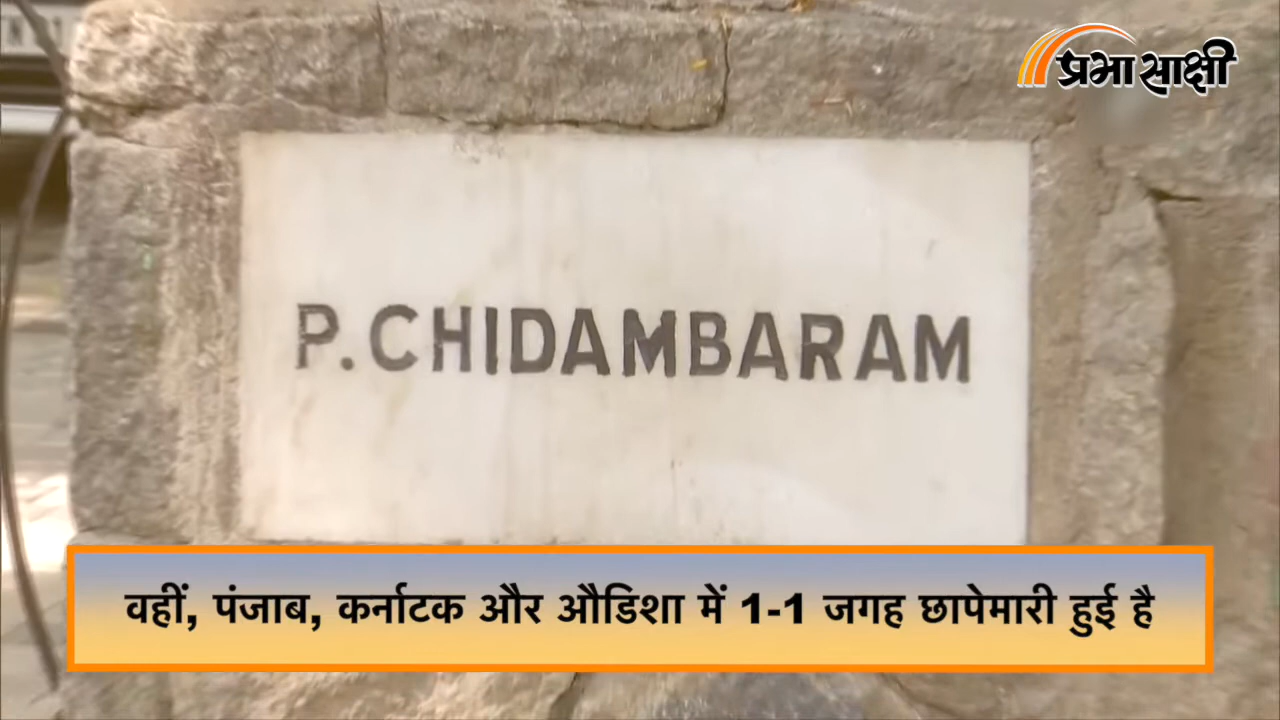 प्रभासाक्षी
P. CHIDAMBARAM
वहीं, पंजाब, कर्नाटक और औडिशा में 1-1 जगह छापेमारी हुई है